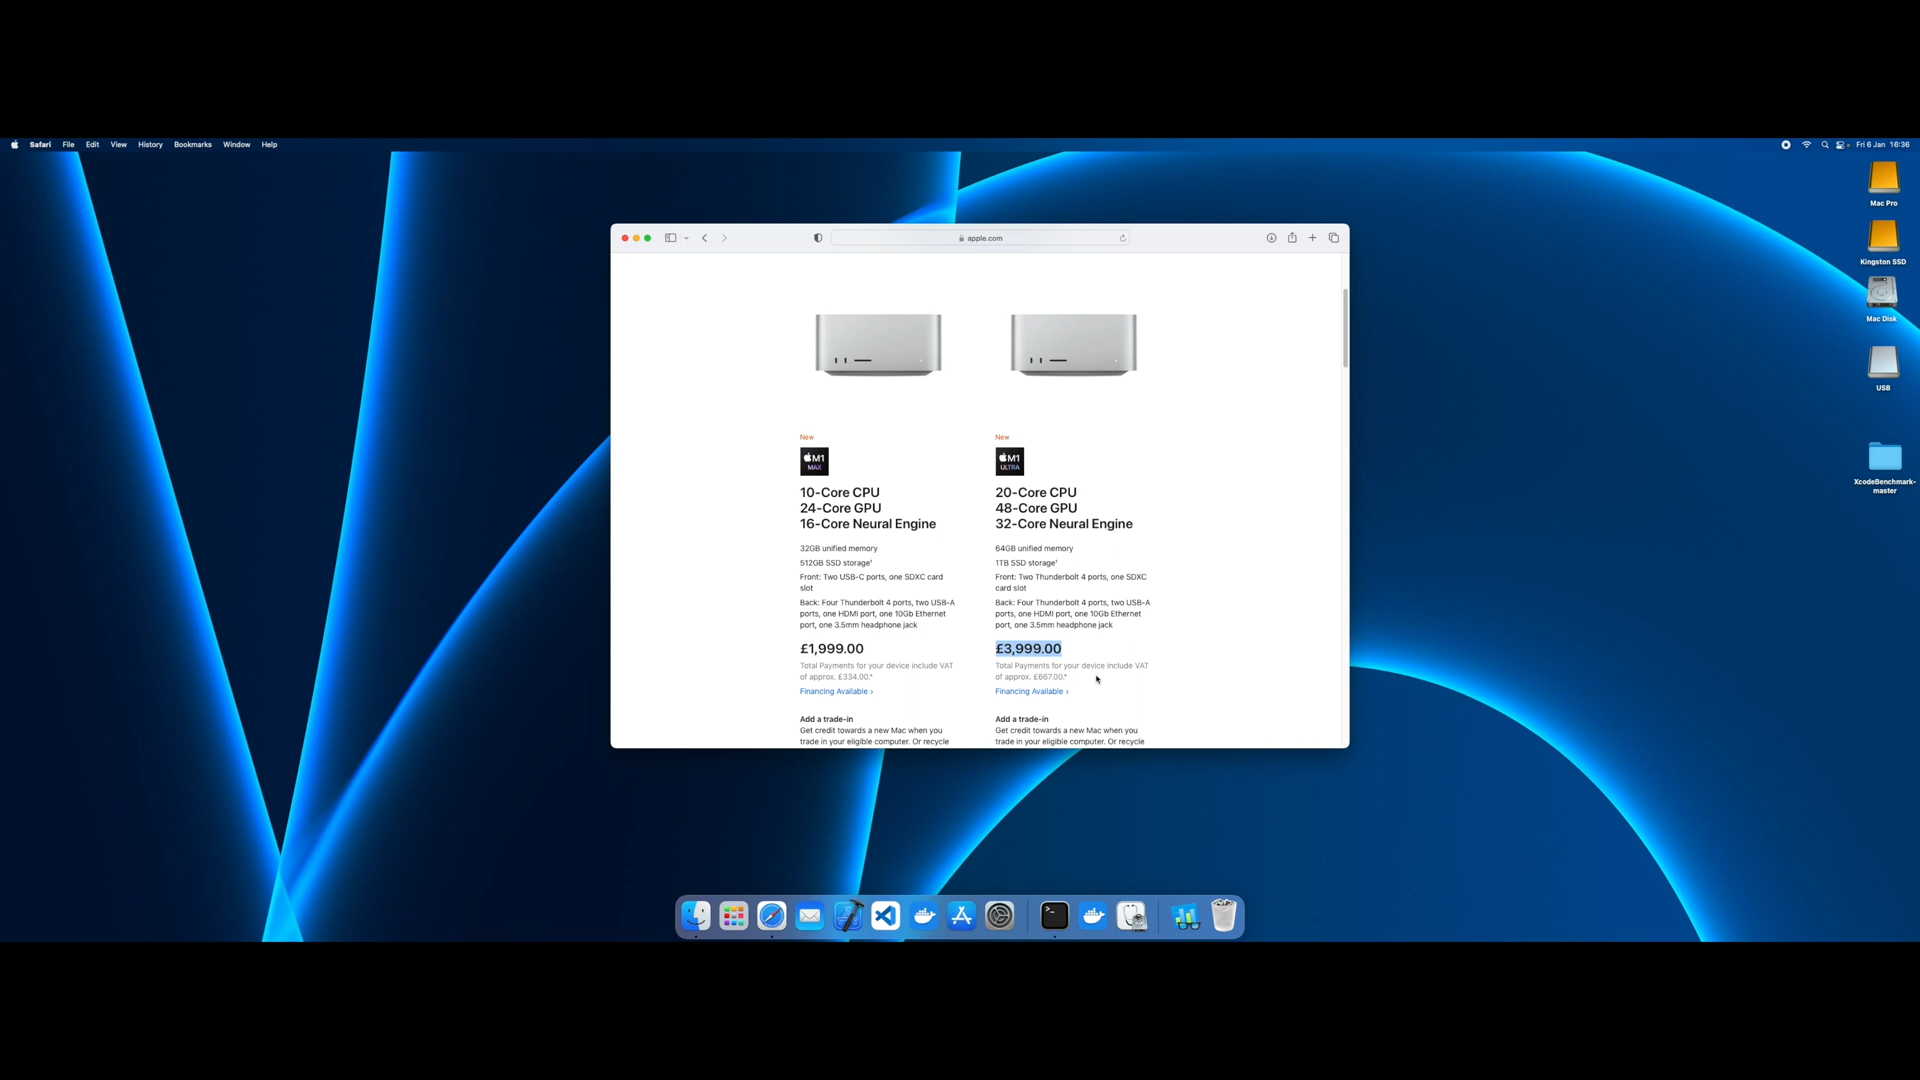 Safari File Edit View History Bookmarks Window Help
Fri 6 Jan 16:36
Mac Pro
Kingston SSD
Mac Disk
USB
XcodeBenchmark-
master
apple.com
New
M1
MAX
10-Core CPU
24-Core GPU
16-Core Neural Engine
32GB unified memory
512GB SSD storage¹
Front: Two USB-C ports, one SDXC card
slot
Back: Four Thunderbolt 4 ports, two USB-A
ports, one HDMI port, one 10Gb Ethernet
port, one 3.5mm headphone jack
£1,999.00
Total Payments for your device include VAT
of approx. £334.00.*
Financing Available >
Add a trade-in
Get credit towards a new Mac when you
trade in your eligible computer. Or recycle
New
M1
ULTRA
20-Core CPU
48-Core GPU
32-Core Neural Engine
64GB unified memory
1TB SSD storage¹
Front: Two Thunderbolt 4 ports, one SDXC
card slot
Back: Four Thunderbolt 4 ports, two USB-A
ports, one HDMI port, one 10Gb Ethernet
port, one 3.5mm headphone jack
£3,999.00
Total Payments for your device include VAT
of approx. £667.00.*
Financing Available >
Add a trade-in
Get credit towards a new Mac when you
trade in your eligible computer. Or recycle